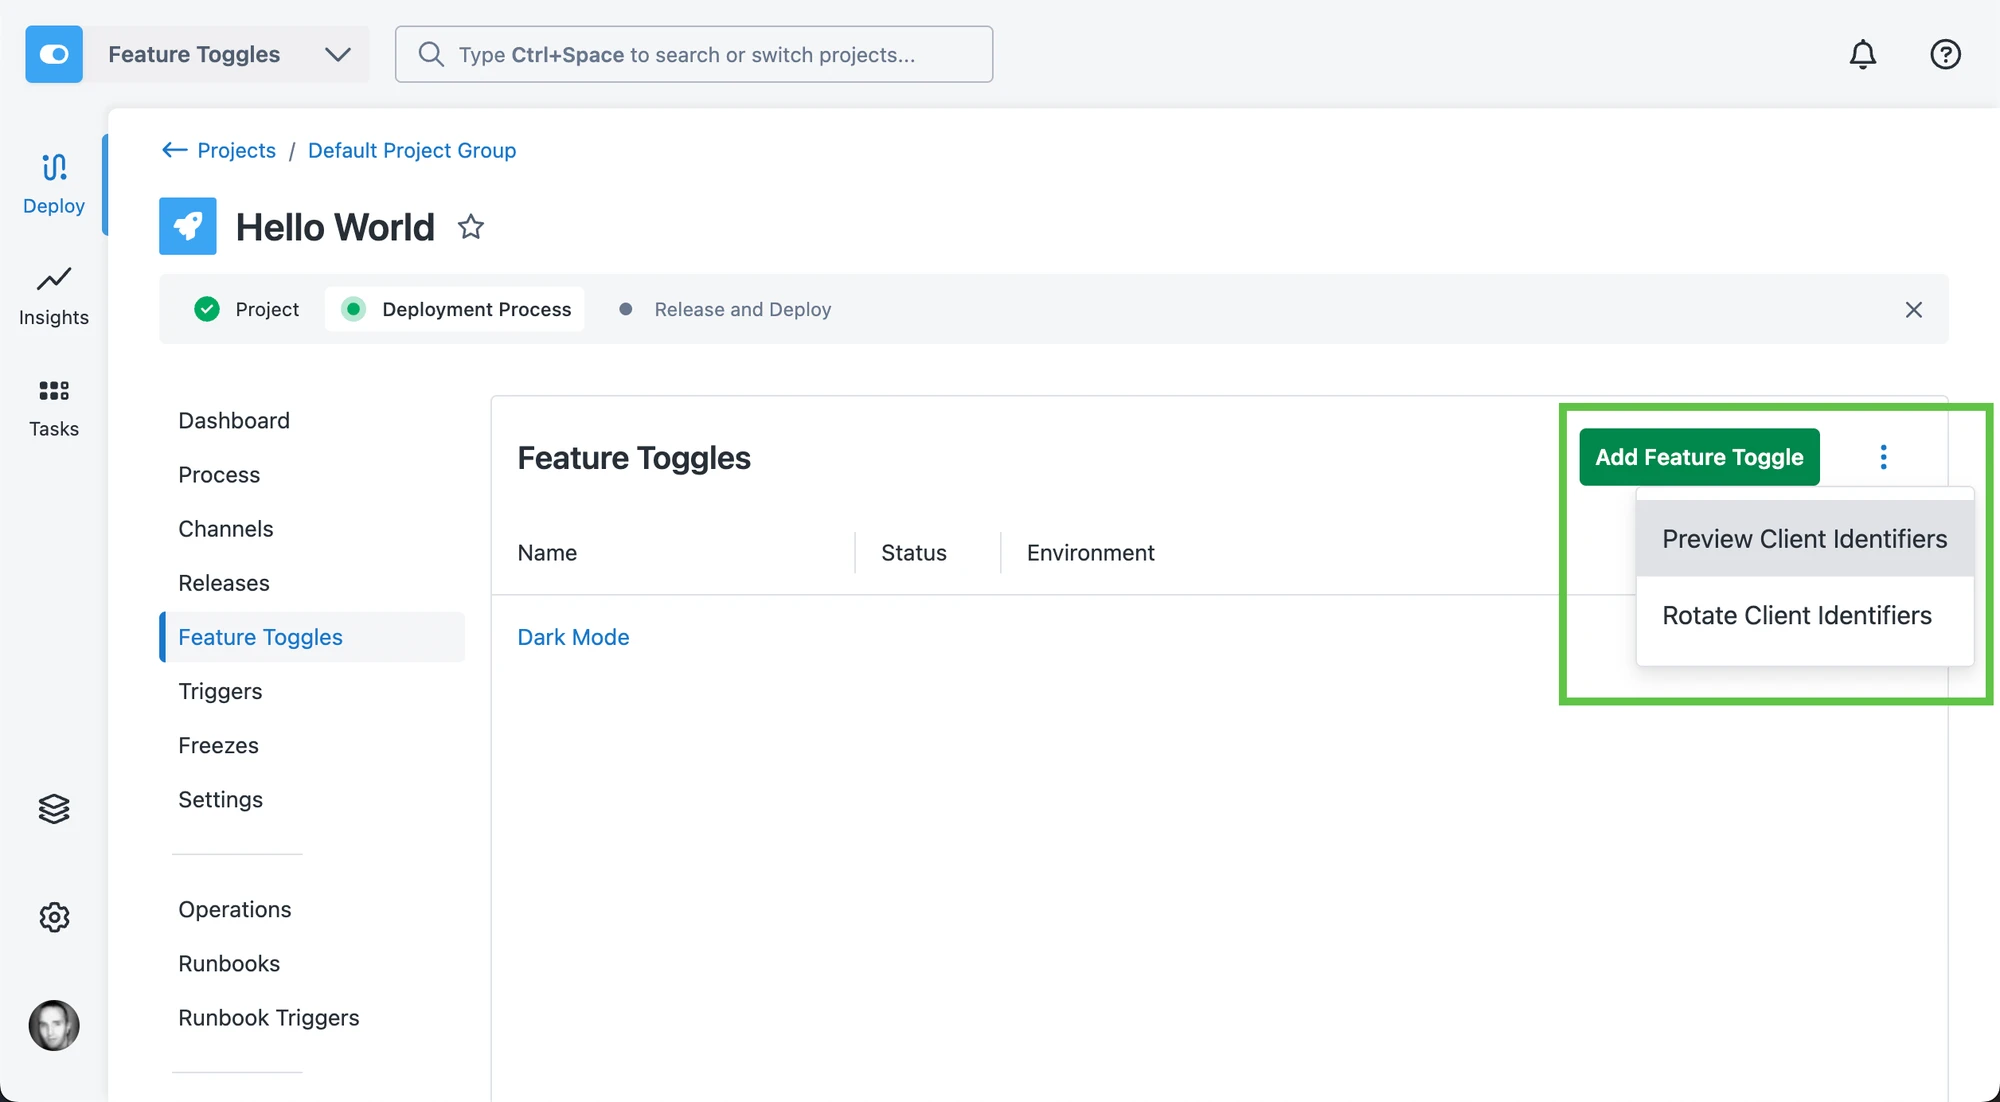 Feature Toggles
Type Ctrl+Space to search or switch projects...
Deploy
Insights
Tasks
Projects / Default Project Group
Hello World
Project
Deployment Process
Release and Deploy
Dashboard
Process
Channels
Releases
Feature Toggles
Triggers
Freezes
Settings
Operations
Runbooks
Runbook Triggers
Feature Toggles
Add Feature Toggle
Preview Client Identifiers
Rotate Client Identifiers
Name
Status
Environment
Dark Mode